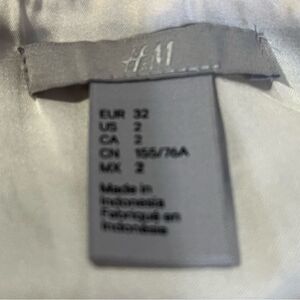 H&M
EUR 32
US 2
CA 2
CN 155/76A
MX 2
Made in
Indonesia
Fabriqué en
Indonésie